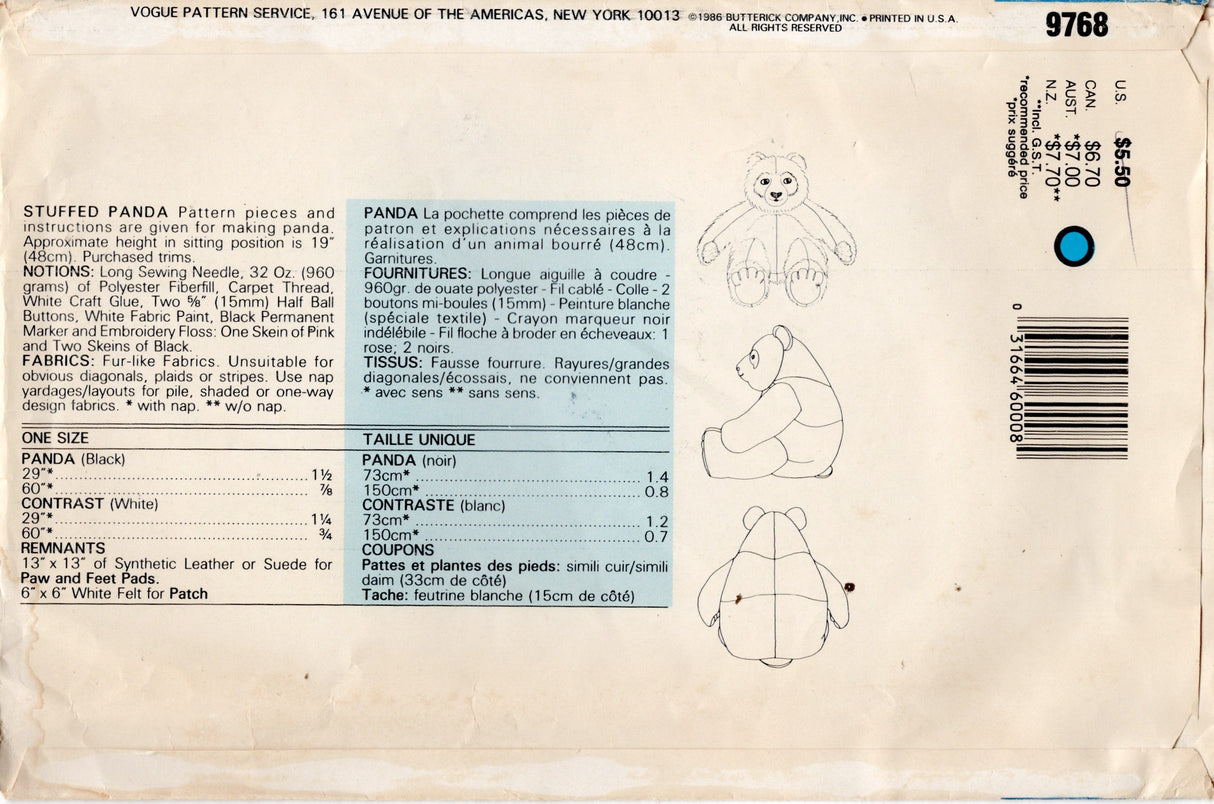 VOGUE PATTERN SERVICE, 161 AVENUE OF THE AMERICAS, NEW YORK 10013 ©1986 BUTTERICK COMPANY, INC. ● PRINTED IN U.S.A.
ALL RIGHTS RESERVED
9768
U.S. $5.50
CAN. $6.70
AUST. *$7.00
N.Z. *$7.70**
**Incl. G.S.T.
*recommended price
*prix suggéré
0 31664 60008
STUFFED PANDA Pattern pieces and
instructions are given for making panda.
Approximate height in sitting position is 19"
(48cm). Purchased trims.
NOTIONS: Long Sewing Needle, 32 Oz. (960
grams) of Polyester Fiberfill, Carpet Thread,
White Craft Glue, Two ⅝" (15mm) Half Ball
Buttons, White Fabric Paint, Black Permanent
Marker and Embroidery Floss: One Skein of Pink
and Two Skeins of Black.
FABRICS: Fur-like Fabrics. Unsuitable for
obvious diagonals, plaids or stripes. Use nap
yardages/layouts for pile, shaded or one-way
design fabrics. * with nap. ** w/o nap.
ONE SIZE
PANDA (Black)
29"* 1½
60"* ⅞
CONTRAST (White)
29"* 1¼
60"* ¾
REMNANTS
13" x 13" of Synthetic Leather or Suede for
Paw and Feet Pads.
6" x 6" White Felt for Patch
PANDA La pochette comprend les pièces de
patron et explications nécessaires à la
réalisation d'un animal bourré (48cm).
Garnitures.
FOURNITURES: Longue aiguille à coudre -
960gr. de ouate polyester - Fil cablé - Colle - 2
boutons mi-boules (15mm) - Peinture blanche
(spéciale textile) - Crayon marqueur noir
indélébile - Fil floche à broder en écheveaux: 1
rose; 2 noirs.
TISSUS: Fausse fourrure. Rayures/grandes
diagonales/écossais, ne conviennent pas.
* avec sens ** sans sens.
TAILLE UNIQUE
PANDA (noir)
73cm* 1.4
150cm* 0.8
CONTRASTE (blanc)
73cm* 1.2
150cm* 0.7
COUPONS
Pattes et plantes des pieds: simili cuir/simili
daim (33cm de côté)
Tache: feutrine blanche (15cm de côté)